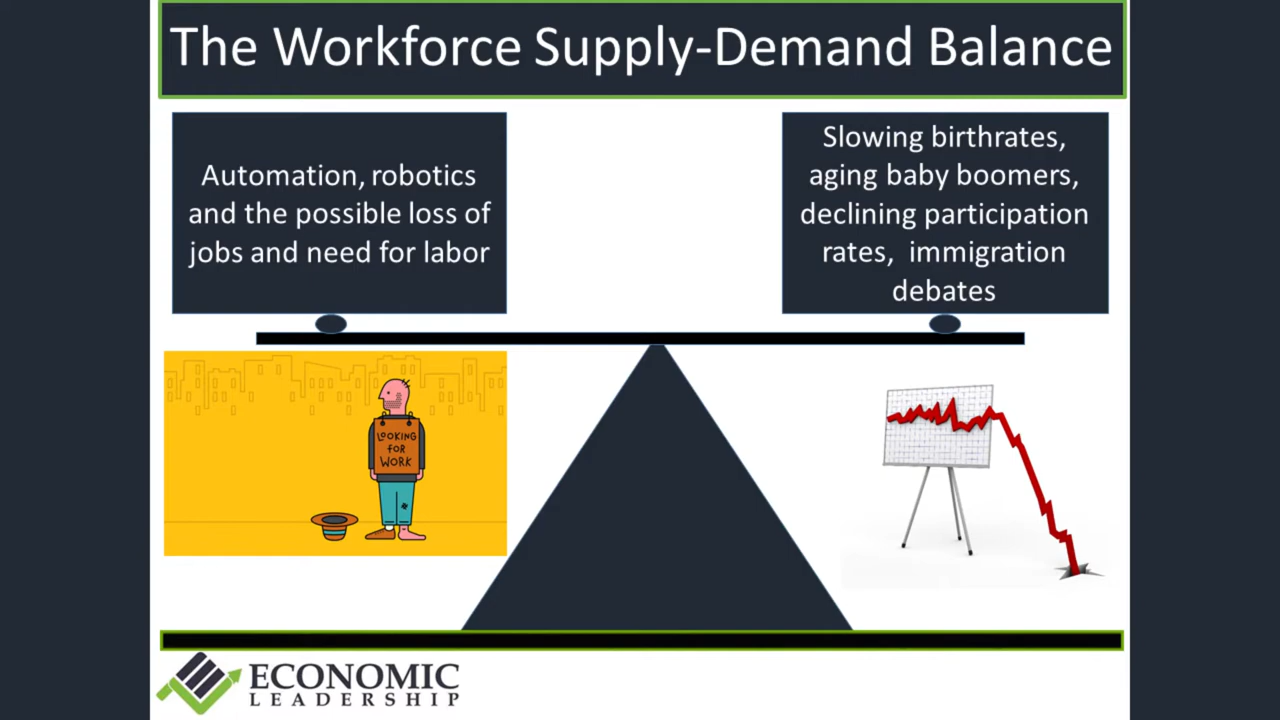 The Workforce Supply-Demand Balance
Automation, robotics
and the possible loss of
jobs and need for labor
Slowing birthrates,
aging baby boomers,
declining participation
rates, immigration
debates
LOOKING
FOR
WORK
ECONOMIC
LEADERSHIP